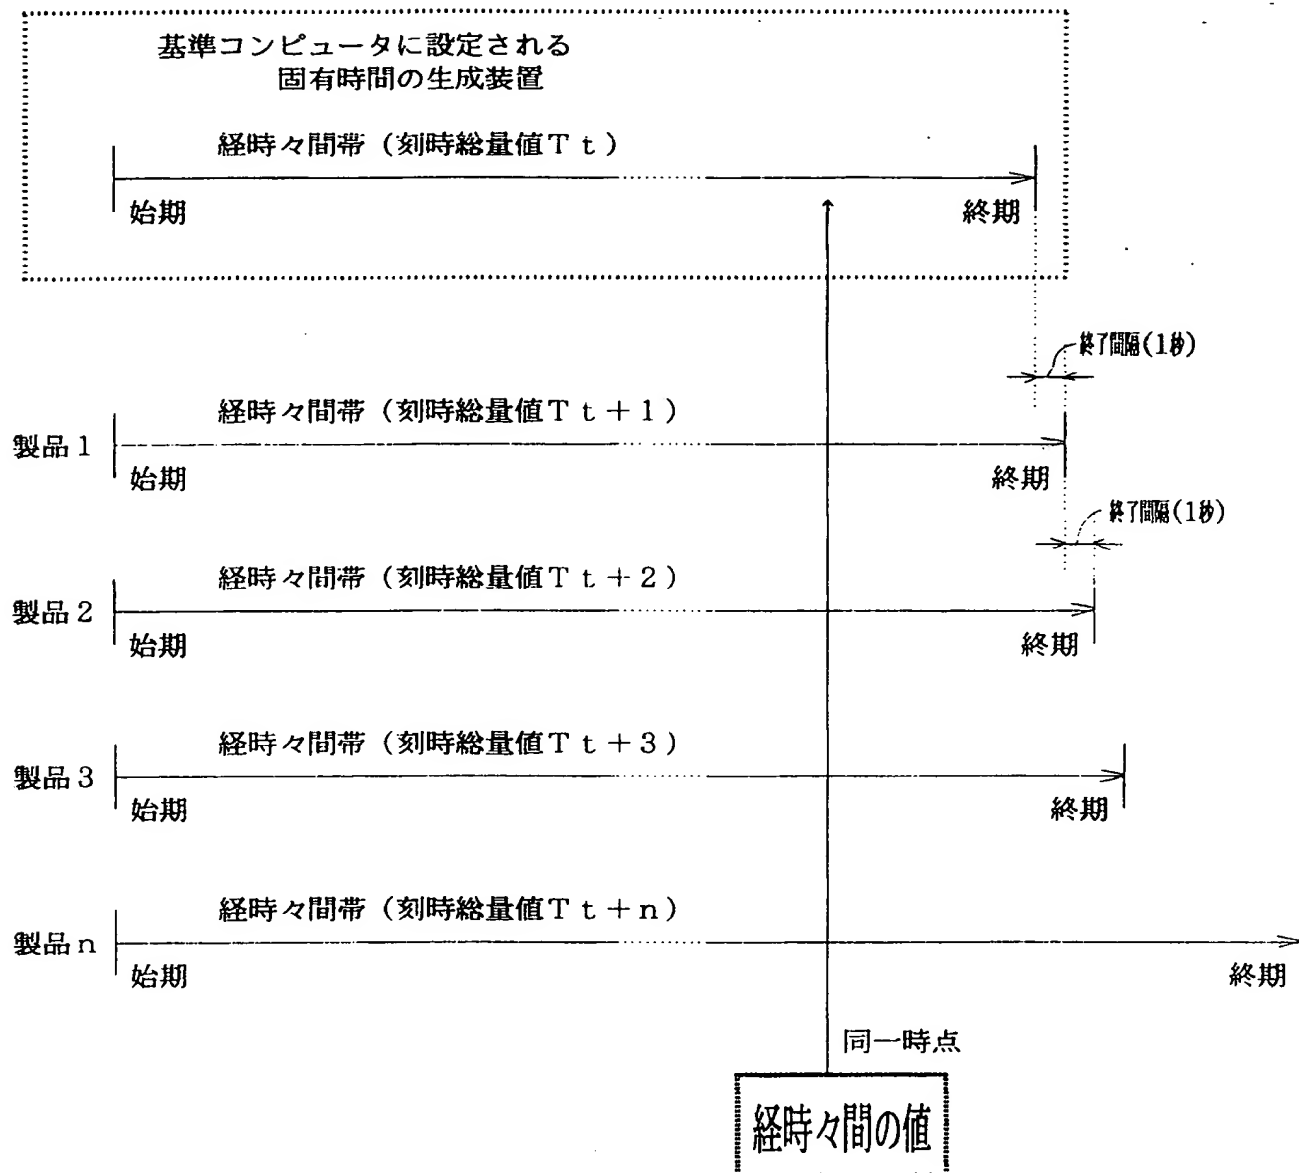 基準コンピュータに設定される
固有時間の生成装置
経時々間帯（刻時総量値Ｔｔ）
始期
終期
終了間隔(1秒)
経時々間帯（刻時総量値Ｔｔ＋１）
製品１
始期
終期
終了間隔(1秒)
経時々間帯（刻時総量値Ｔｔ＋２）
製品２
始期
終期
経時々間帯（刻時総量値Ｔｔ＋３）
製品３
始期
終期
経時々間帯（刻時総量値Ｔｔ＋ｎ）
製品ｎ
始期
終期
同一時点
経時々間の値